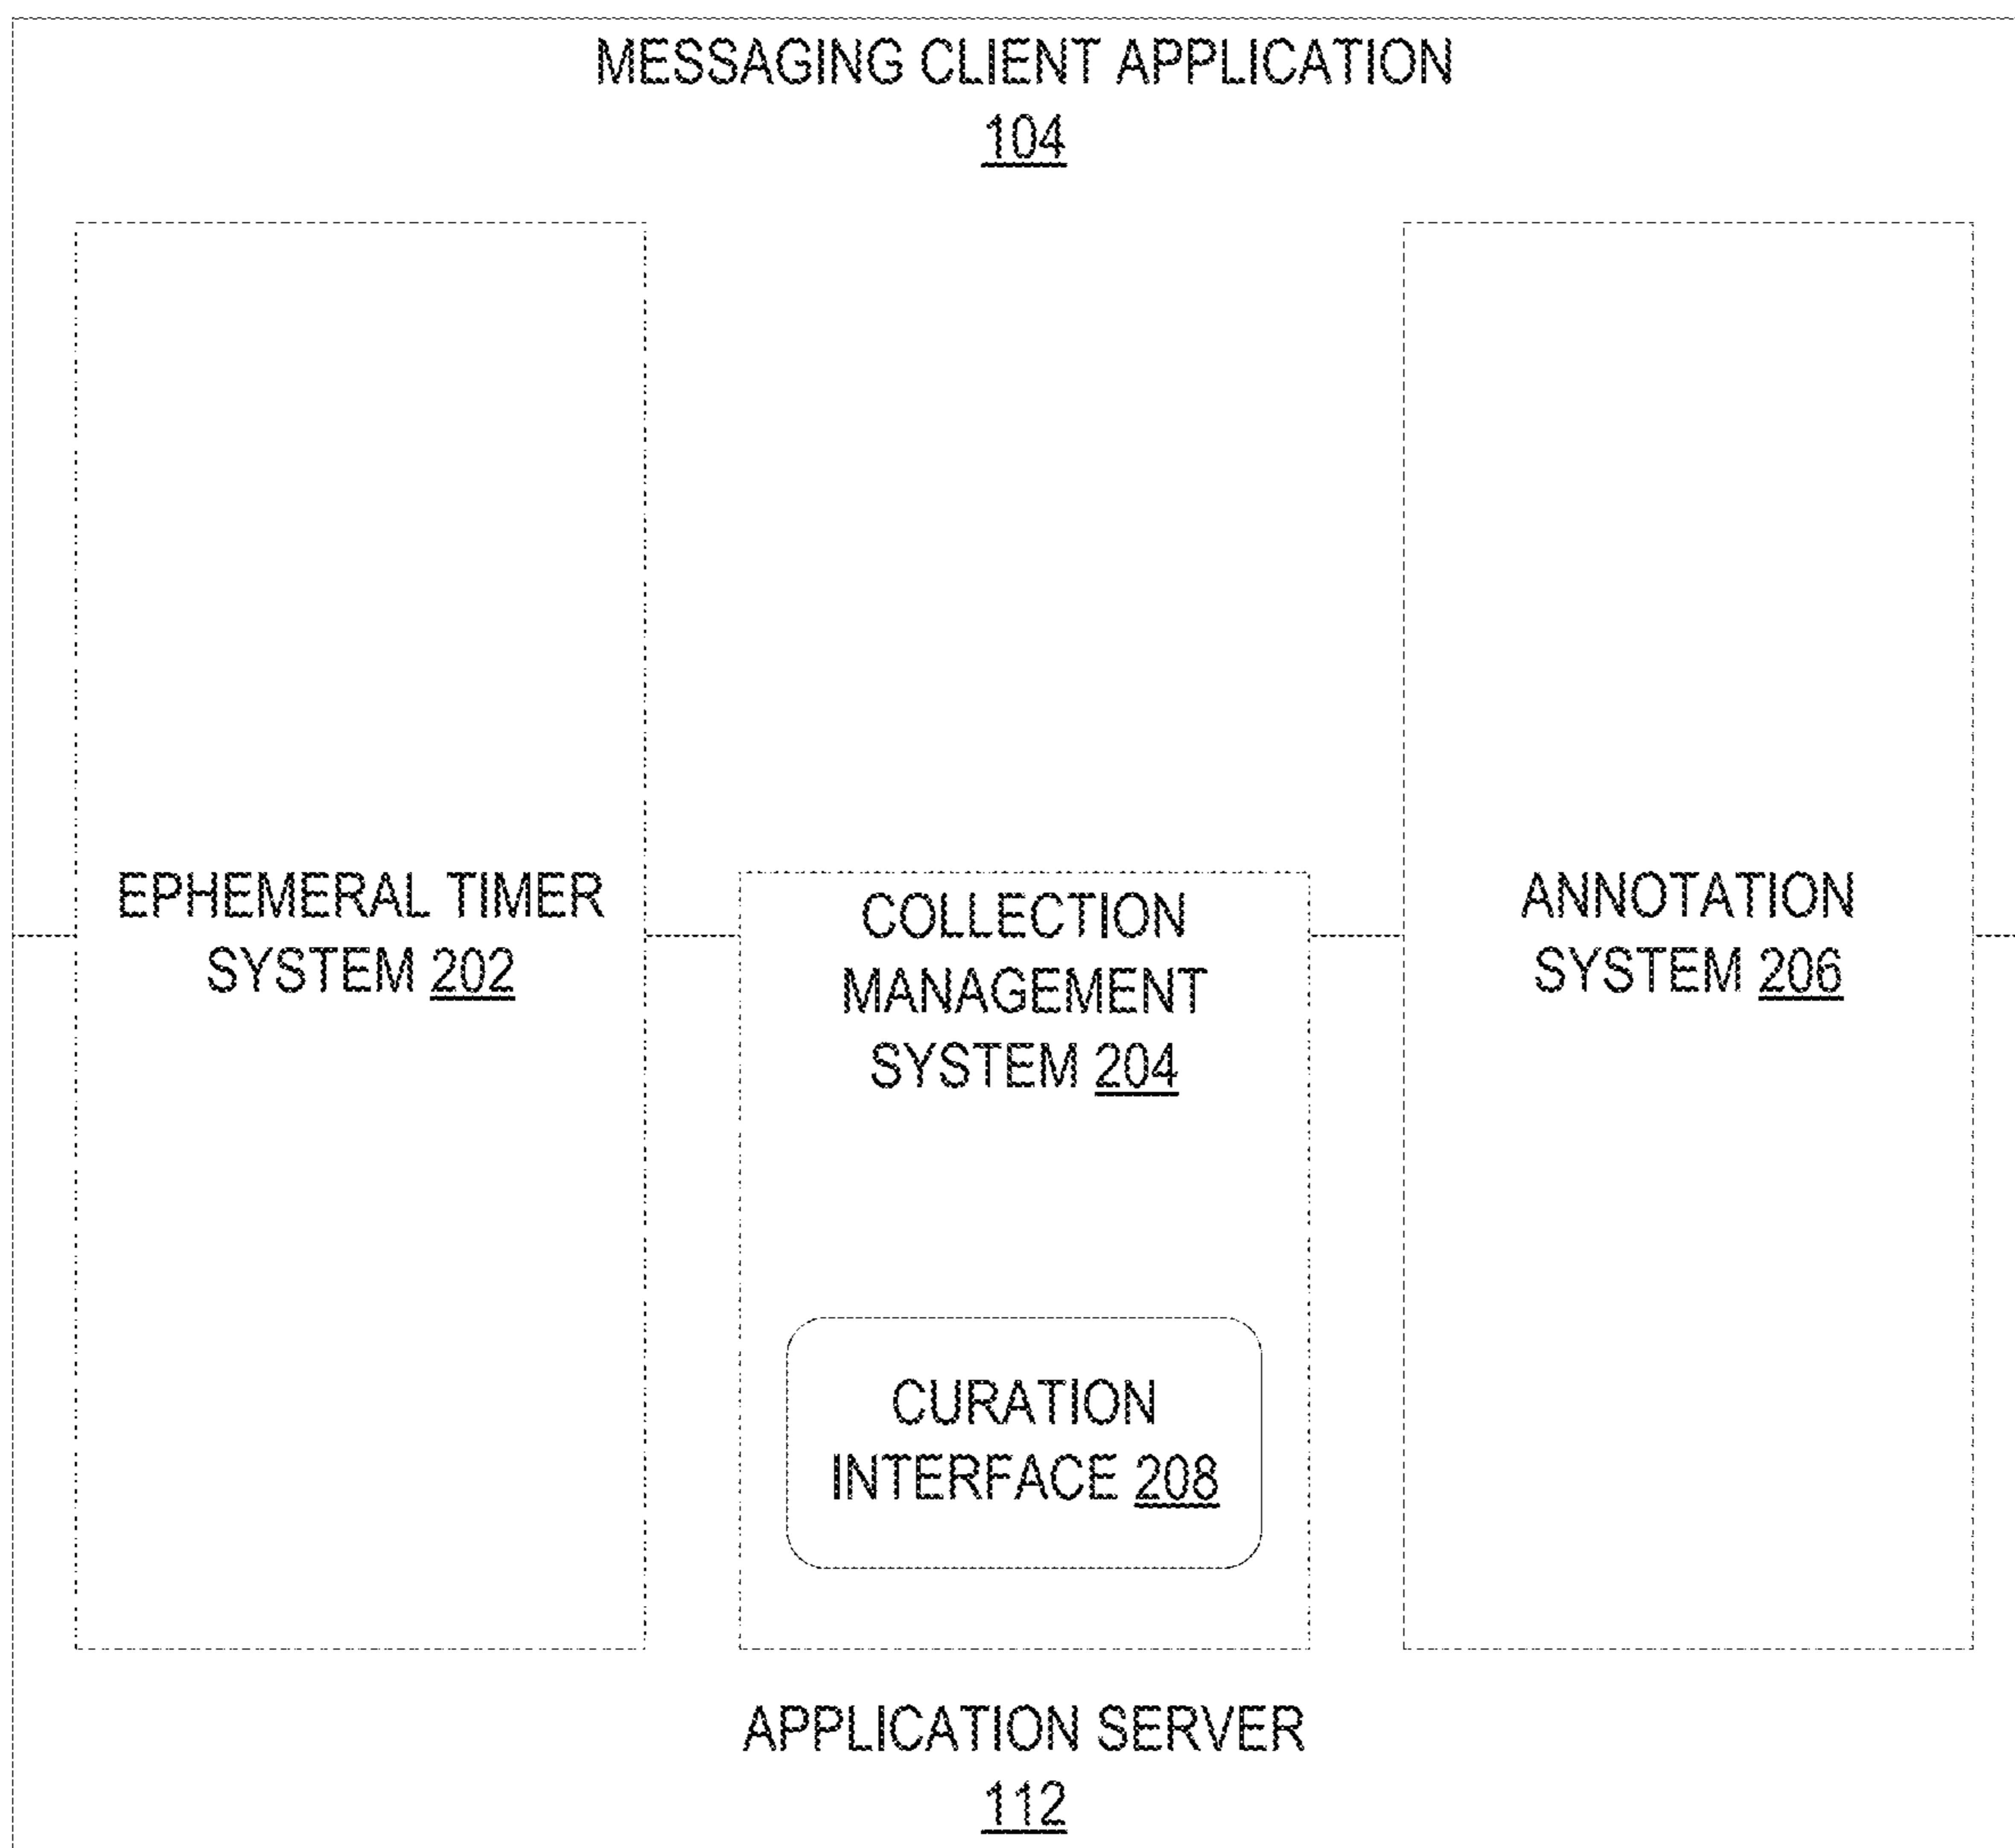 MESSAGING CLIENT APPLICATION
104
EPHEMERAL TIMER
SYSTEM 202
COLLECTION
MANAGEMENT
SYSTEM 204
ANNOTATION
SYSTEM 206
CURATION
INTERFACE 208
APPLICATION SERVER
112